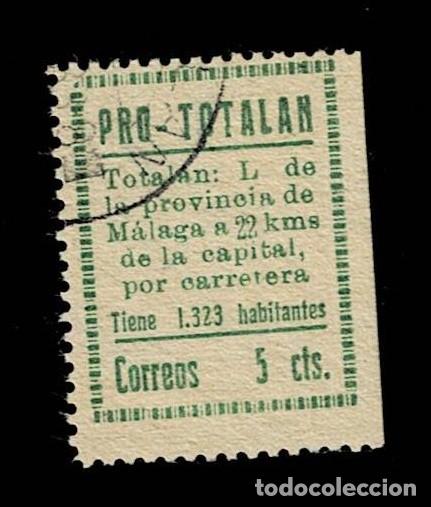 PRO-TOTALAN
Totalán: L de
la provincia de
Málaga a 22 kms
de la capital,
por carretera
Tiene 1.323 habitantes
Correos 5 cts.
todocoleccion